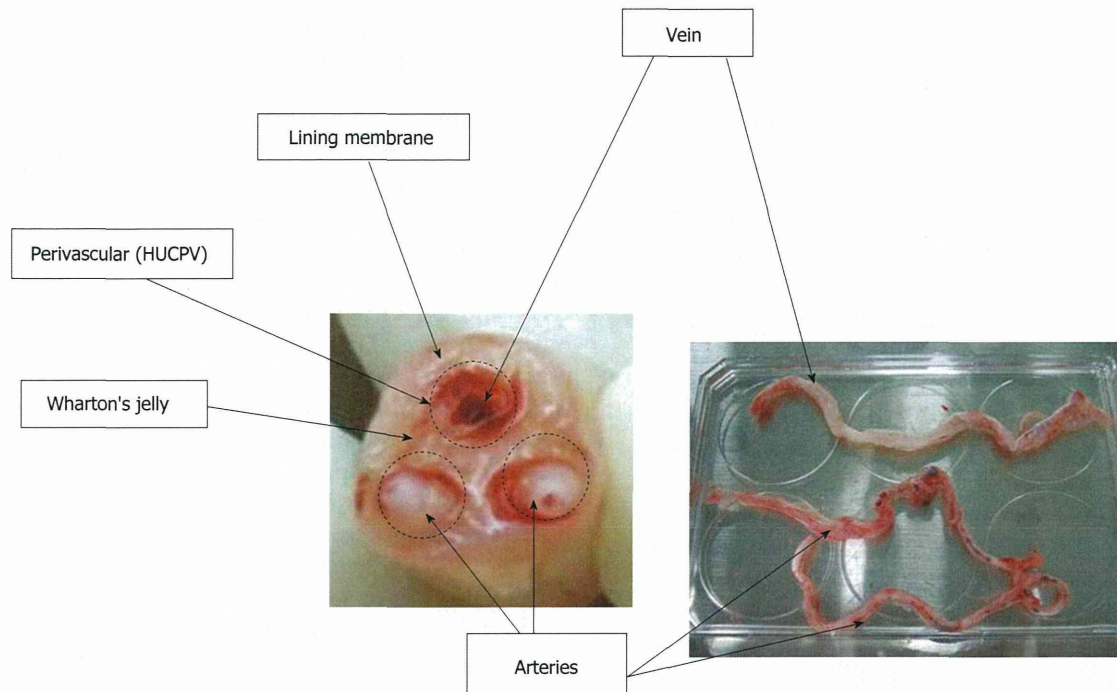 Vein
Lining membrane
Perivascular (HUCPV)
Wharton's jelly
Arteries